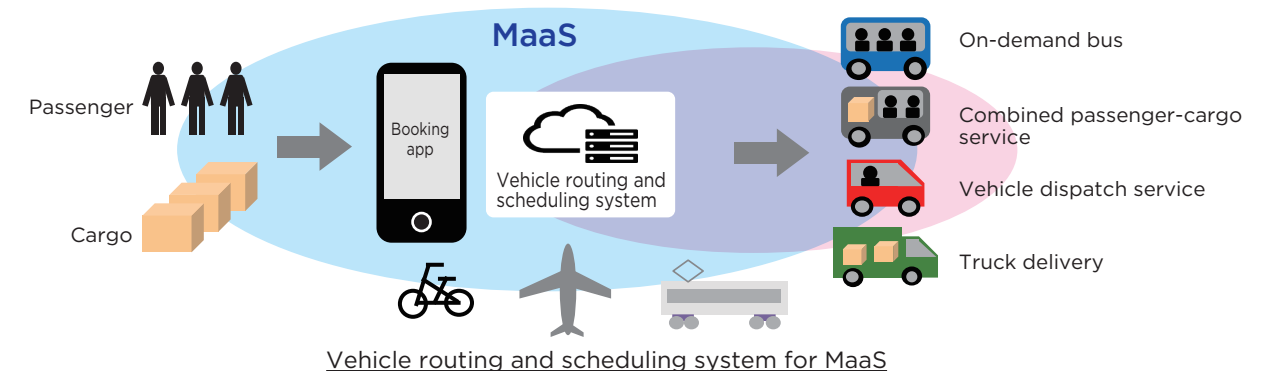 MaaS
Passenger
Cargo
Booking
app
Vehicle routing and
scheduling system
On-demand bus
Combined passenger-cargo
service
Vehicle dispatch service
Truck delivery
Vehicle routing and scheduling system for MaaS